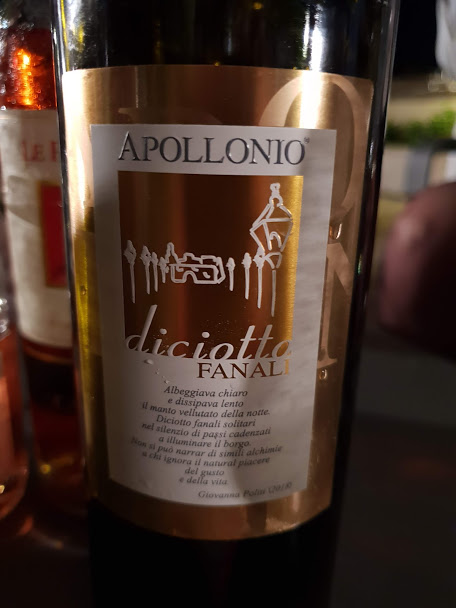 APOLLONIO
diciotto
FANALI
Albeggiava chiaro
e dissipava lento
il manto vellutato della notte.
Diciotto fanali solitari
nel silenzio di passi cadenzati
a illuminare il borgo.
Non si può narrar di simili alchimie
a chi ignora il natural piacere
del gusto
e della vita.
Giovanna